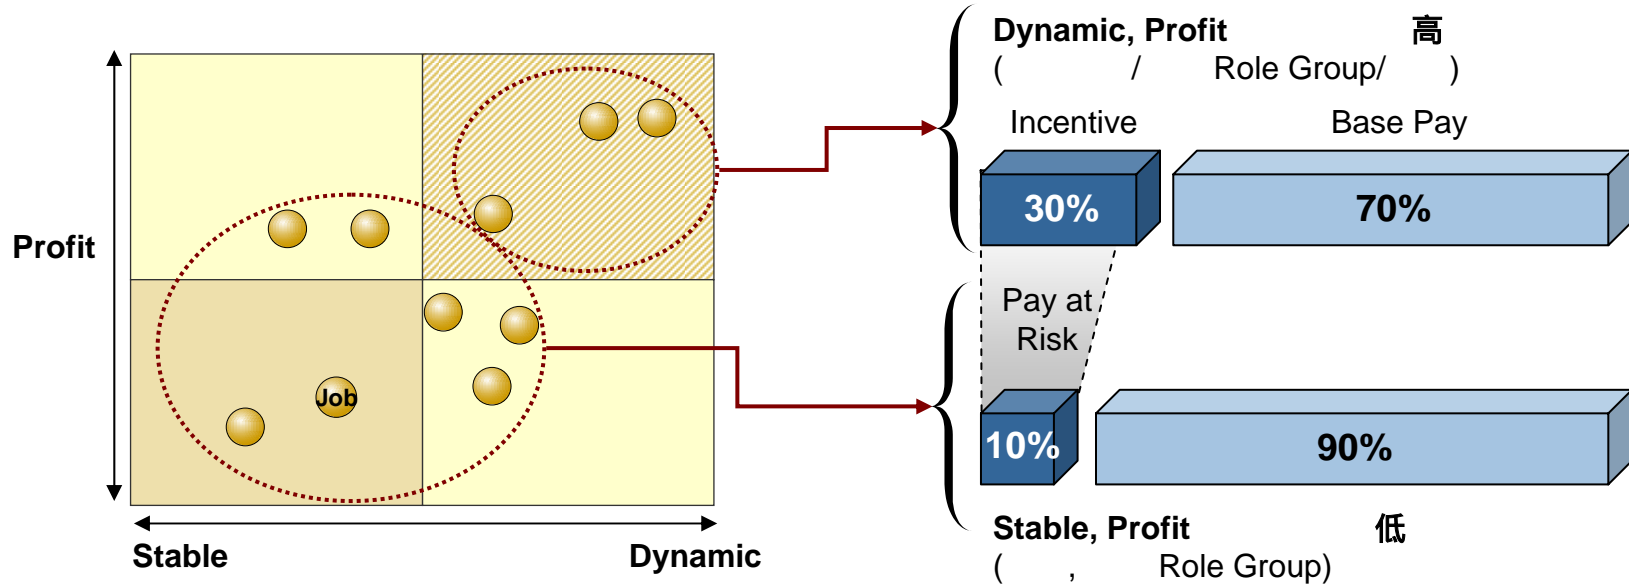 Profit
Stable
Dynamic
Job
Dynamic, Profit 高
( / Role Group/ )
Incentive
Base Pay
30%
70%
Pay at
Risk
10%
90%
Stable, Profit 低
( , Role Group)